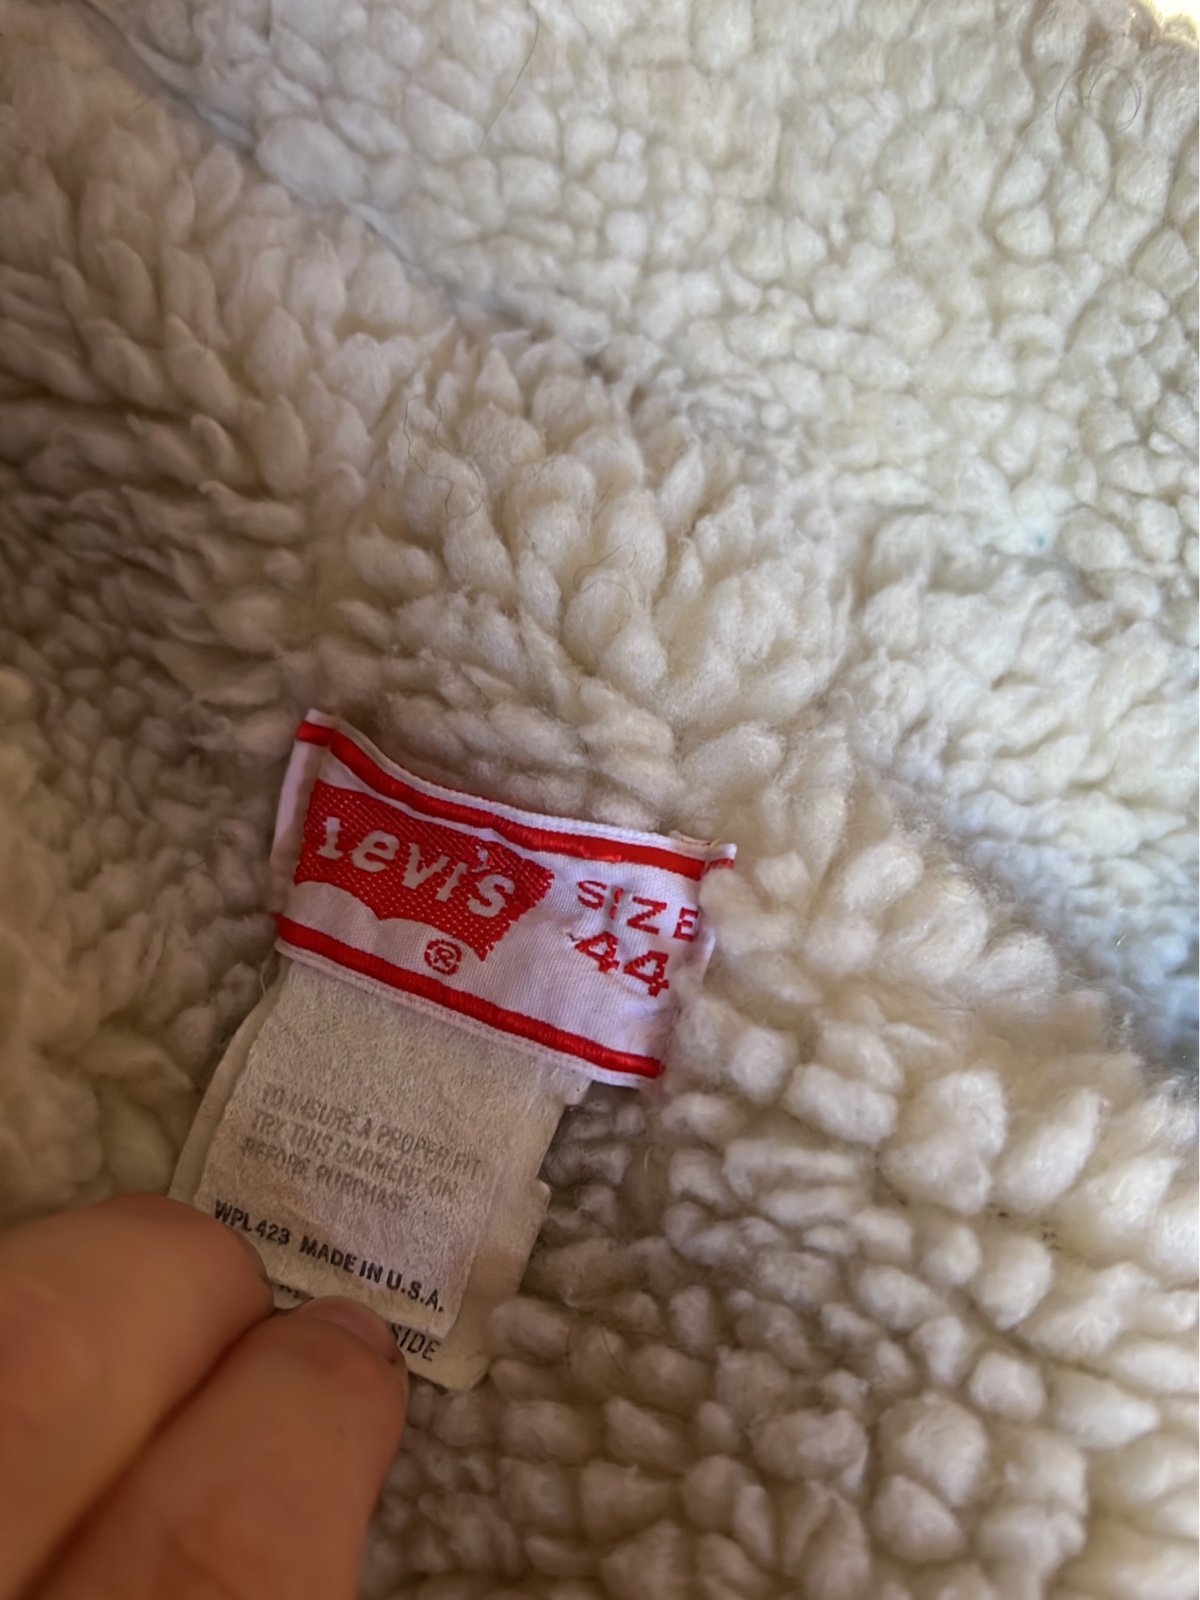 Levi's
®
SIZE
44
TO INSURE A PROPER FIT
TRY THIS GARMENT ON
BEFORE PURCHASE
WPL 423 MADE IN U.S.A.
SIDE